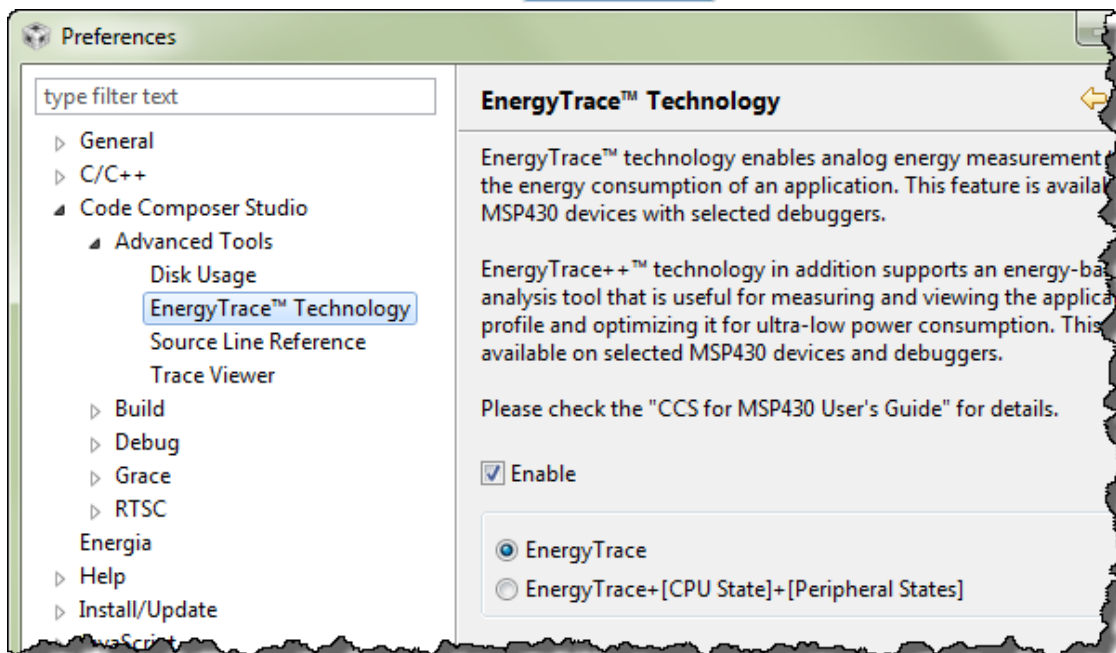 Preferences
type filter text
General
C/C++
Code Composer Studio
Advanced Tools
Disk Usage
EnergyTrace™ Technology
Source Line Reference
Trace Viewer
Build
Debug
Grace
RTSC
Energia
Help
Install/Update
JavaScript
EnergyTrace™ Technology
EnergyTrace™ technology enables analog energy measurement
the energy consumption of an application. This feature is
MSP430 devices with selected debuggers.
EnergyTrace++™ technology in addition supports an
analysis tool that is useful for measuring and viewing the
profile and optimizing it for ultra-low power consumption. This
available on selected MSP430 devices and debuggers.
Please check the "CCS for MSP430 User's Guide" for details.
Enable
EnergyTrace
EnergyTrace+[CPU State]+[Peripheral States]